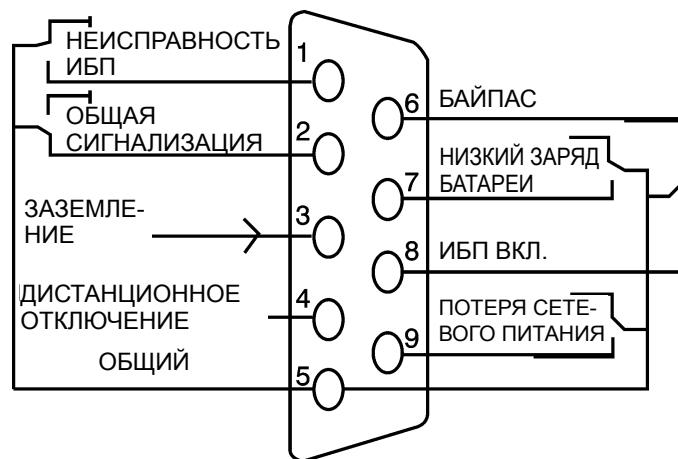 НЕИСПРАВНОСТЬ
ИБП
1
ОБЩАЯ
СИГНАЛИЗАЦИЯ
2
ЗАЗЕМЛЕ-
НИЕ
3
ДИСТАНЦИОННОЕ
ОТКЛЮЧЕНИЕ
4
ОБЩИЙ
5
6
БАЙПАС
7
НИЗКИЙ ЗАРЯД
БАТАРЕИ
8
ИБП ВКЛ.
9
ПОТЕРЯ СЕТЕ-
ВОГО ПИТАНИЯ